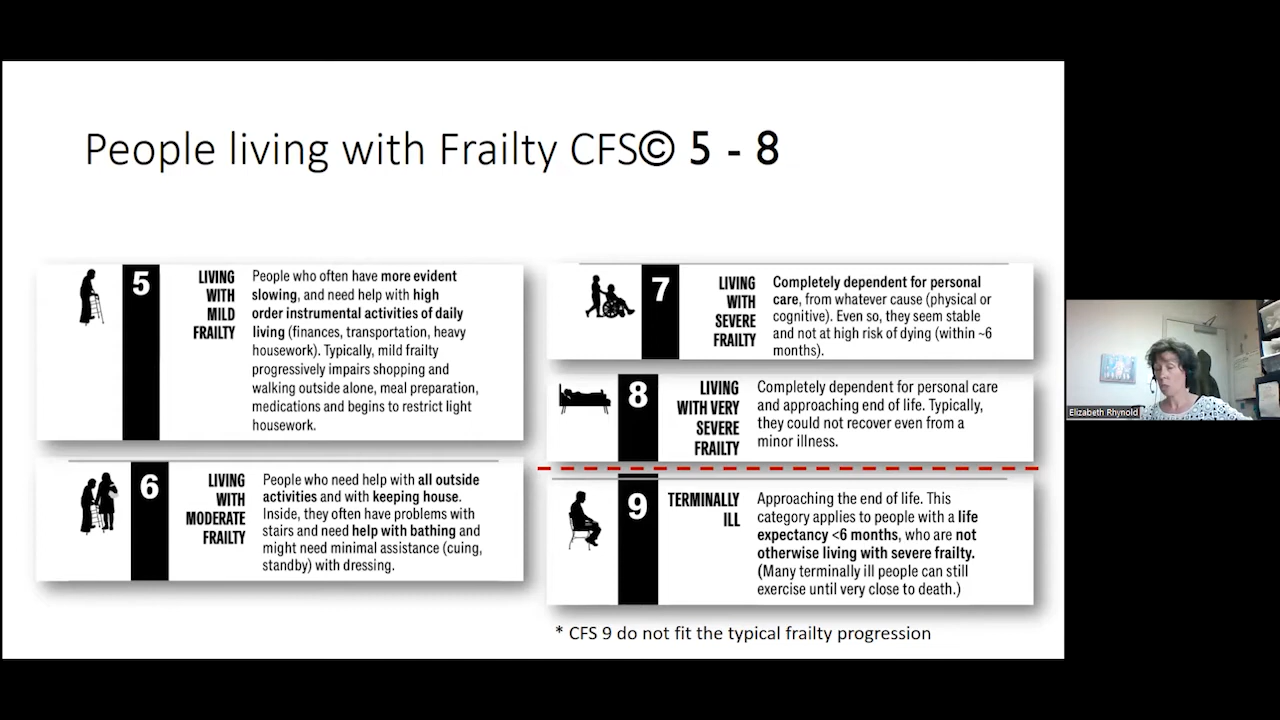 People living with Frailty CFS© 5 - 8
5
LIVING
WITH
MILD
FRAILTY
People who often have more evident
slowing, and need help with high
order instrumental activities of daily
living (finances, transportation, heavy
housework). Typically, mild frailty
progressively impairs shopping and
walking outside alone, meal preparation,
medications and begins to restrict light
housework.
6
LIVING
WITH
MODERATE
FRAILTY
People who need help with all outside
activities and with keeping house.
Inside, they often have problems with
stairs and need help with bathing and
might need minimal assistance (cuing,
standby) with dressing.
7
LIVING
WITH
SEVERE
FRAILTY
Completely dependent for personal
care, from whatever cause (physical or
cognitive). Even so, they seem stable
and not at high risk of dying (within ~6
months).
8
LIVING
WITH VERY
SEVERE
FRAILTY
Completely dependent for personal care
and approaching end of life. Typically,
they could not recover even from a
minor illness.
9
TERMINALLY
ILL
Approaching the end of life. This
category applies to people with a life
expectancy <6 months, who are not
otherwise living with severe frailty.
(Many terminally ill people can still
exercise until very close to death.)
* CFS 9 do not fit the typical frailty progression
Elizabeth Rhynold